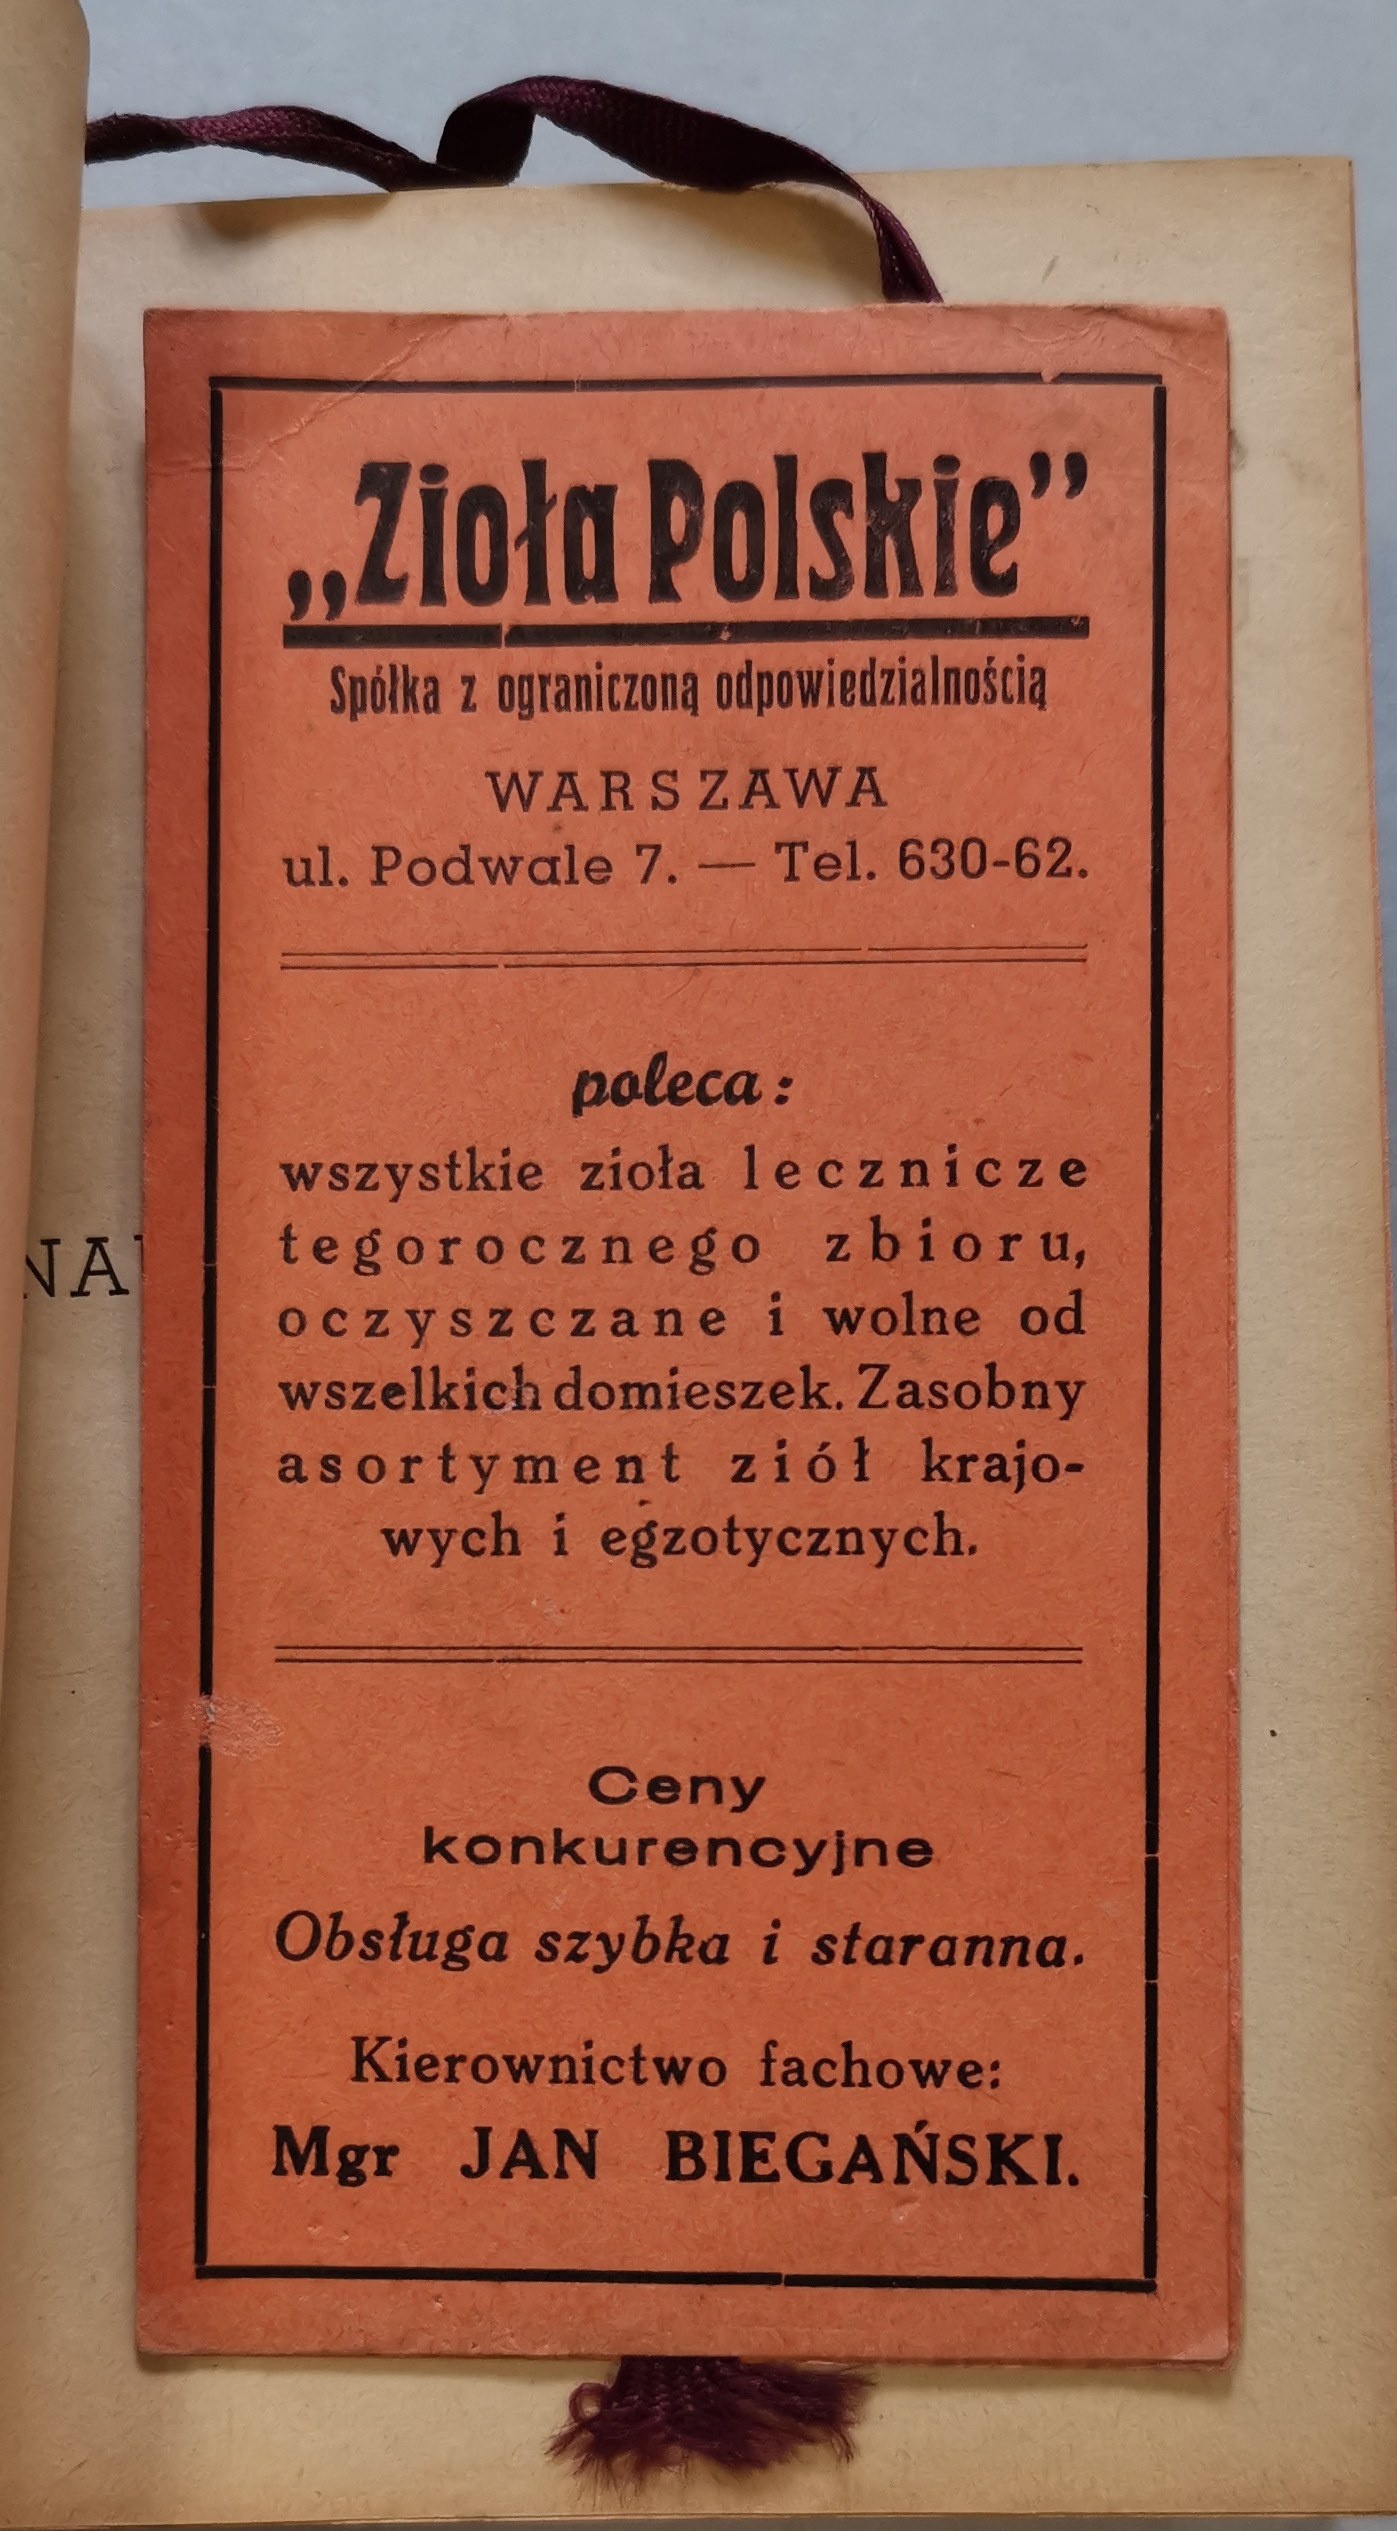 „Zioła Polskie”
Spółka z ograniczoną odpowiedzialnością
WARSZAWA
ul. Podwale 7. — Tel. 630-62.
poleca:
wszystkie zioła lecznicze
tegorocznego zbioru,
oczyszczane i wolne od
wszelkich domieszek. Zasobny
asortyment ziół krajo-
wych i egzotycznych.
Ceny
konkurencyjne
Obsługa szybka i staranna.
Kierownictwo fachowe:
Mgr JAN BIEGAŃSKI.